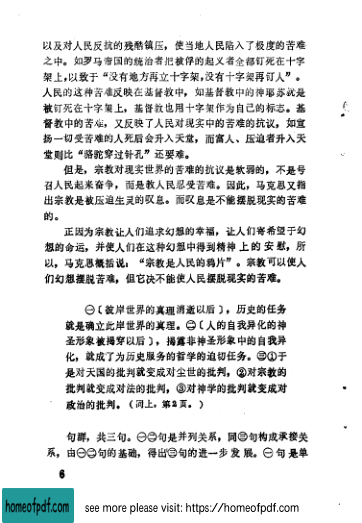 以及对人民反抗的残酷镇压，使当地人民陷入了极度的苦难
之中。如罗马帝国的统治者把被俘的起义者全部钉死在十字
架上，以致于“没有地方再立十字架，没有十字架再钉人”。
人民的这种苦难反映在基督教中，如基督教中的神耶苏就是
被钉死在十字架上，基督教也用十字架作为自己的标志。基
督教中的苦难，又反映了人民对现实中的苦难的抗议，如宣
扬一切受苦难的人死后会升入天堂，而富人、压迫者升入天
堂则比“骆驼穿过针孔”还要难。
但是，宗教对现实世界的苦难的抗议是软弱的，不是号
召人民起来奋争，而是教人民忍受苦难。因此，马克思又指
出宗教是被压迫生灵的叹息。而叹息是不能摆脱现实的苦难
的。
正因为宗教让人们追求幻想的幸福，让人们寄希望于幻
想的命运，并使人们在这种幻想中得到精神上的安慰，所
以，马克思概括说：“宗教是人民的鸦片”。宗教可以使人
们幻想摆脱苦难，但它决不能使人民摆脱现实的苦难。
㊀〔彼岸世界的真理消逝以后〕，历史的任务
就是确立此岸世界的真理。㊁〔人的自我异化的神
圣形象被揭穿以后〕，揭露非神圣形象中的自我异
化，就成了为历史服务的哲学的迫切任务。㊂①于
是对天国的批判就变成对尘世的批判，②对宗教的
批判就变成对法的批判，③对神学的批判就变成对
政治的批判。（同上，第2页。）
句群，共三句。㊀㊁句是并列关系，同㊂句构成承接关
系，由㊀㊁句的基础，得出㊂句的进一步发展。㊀句是单
6
homeofpdf.com
see more please visit: https://homeofpdf.com